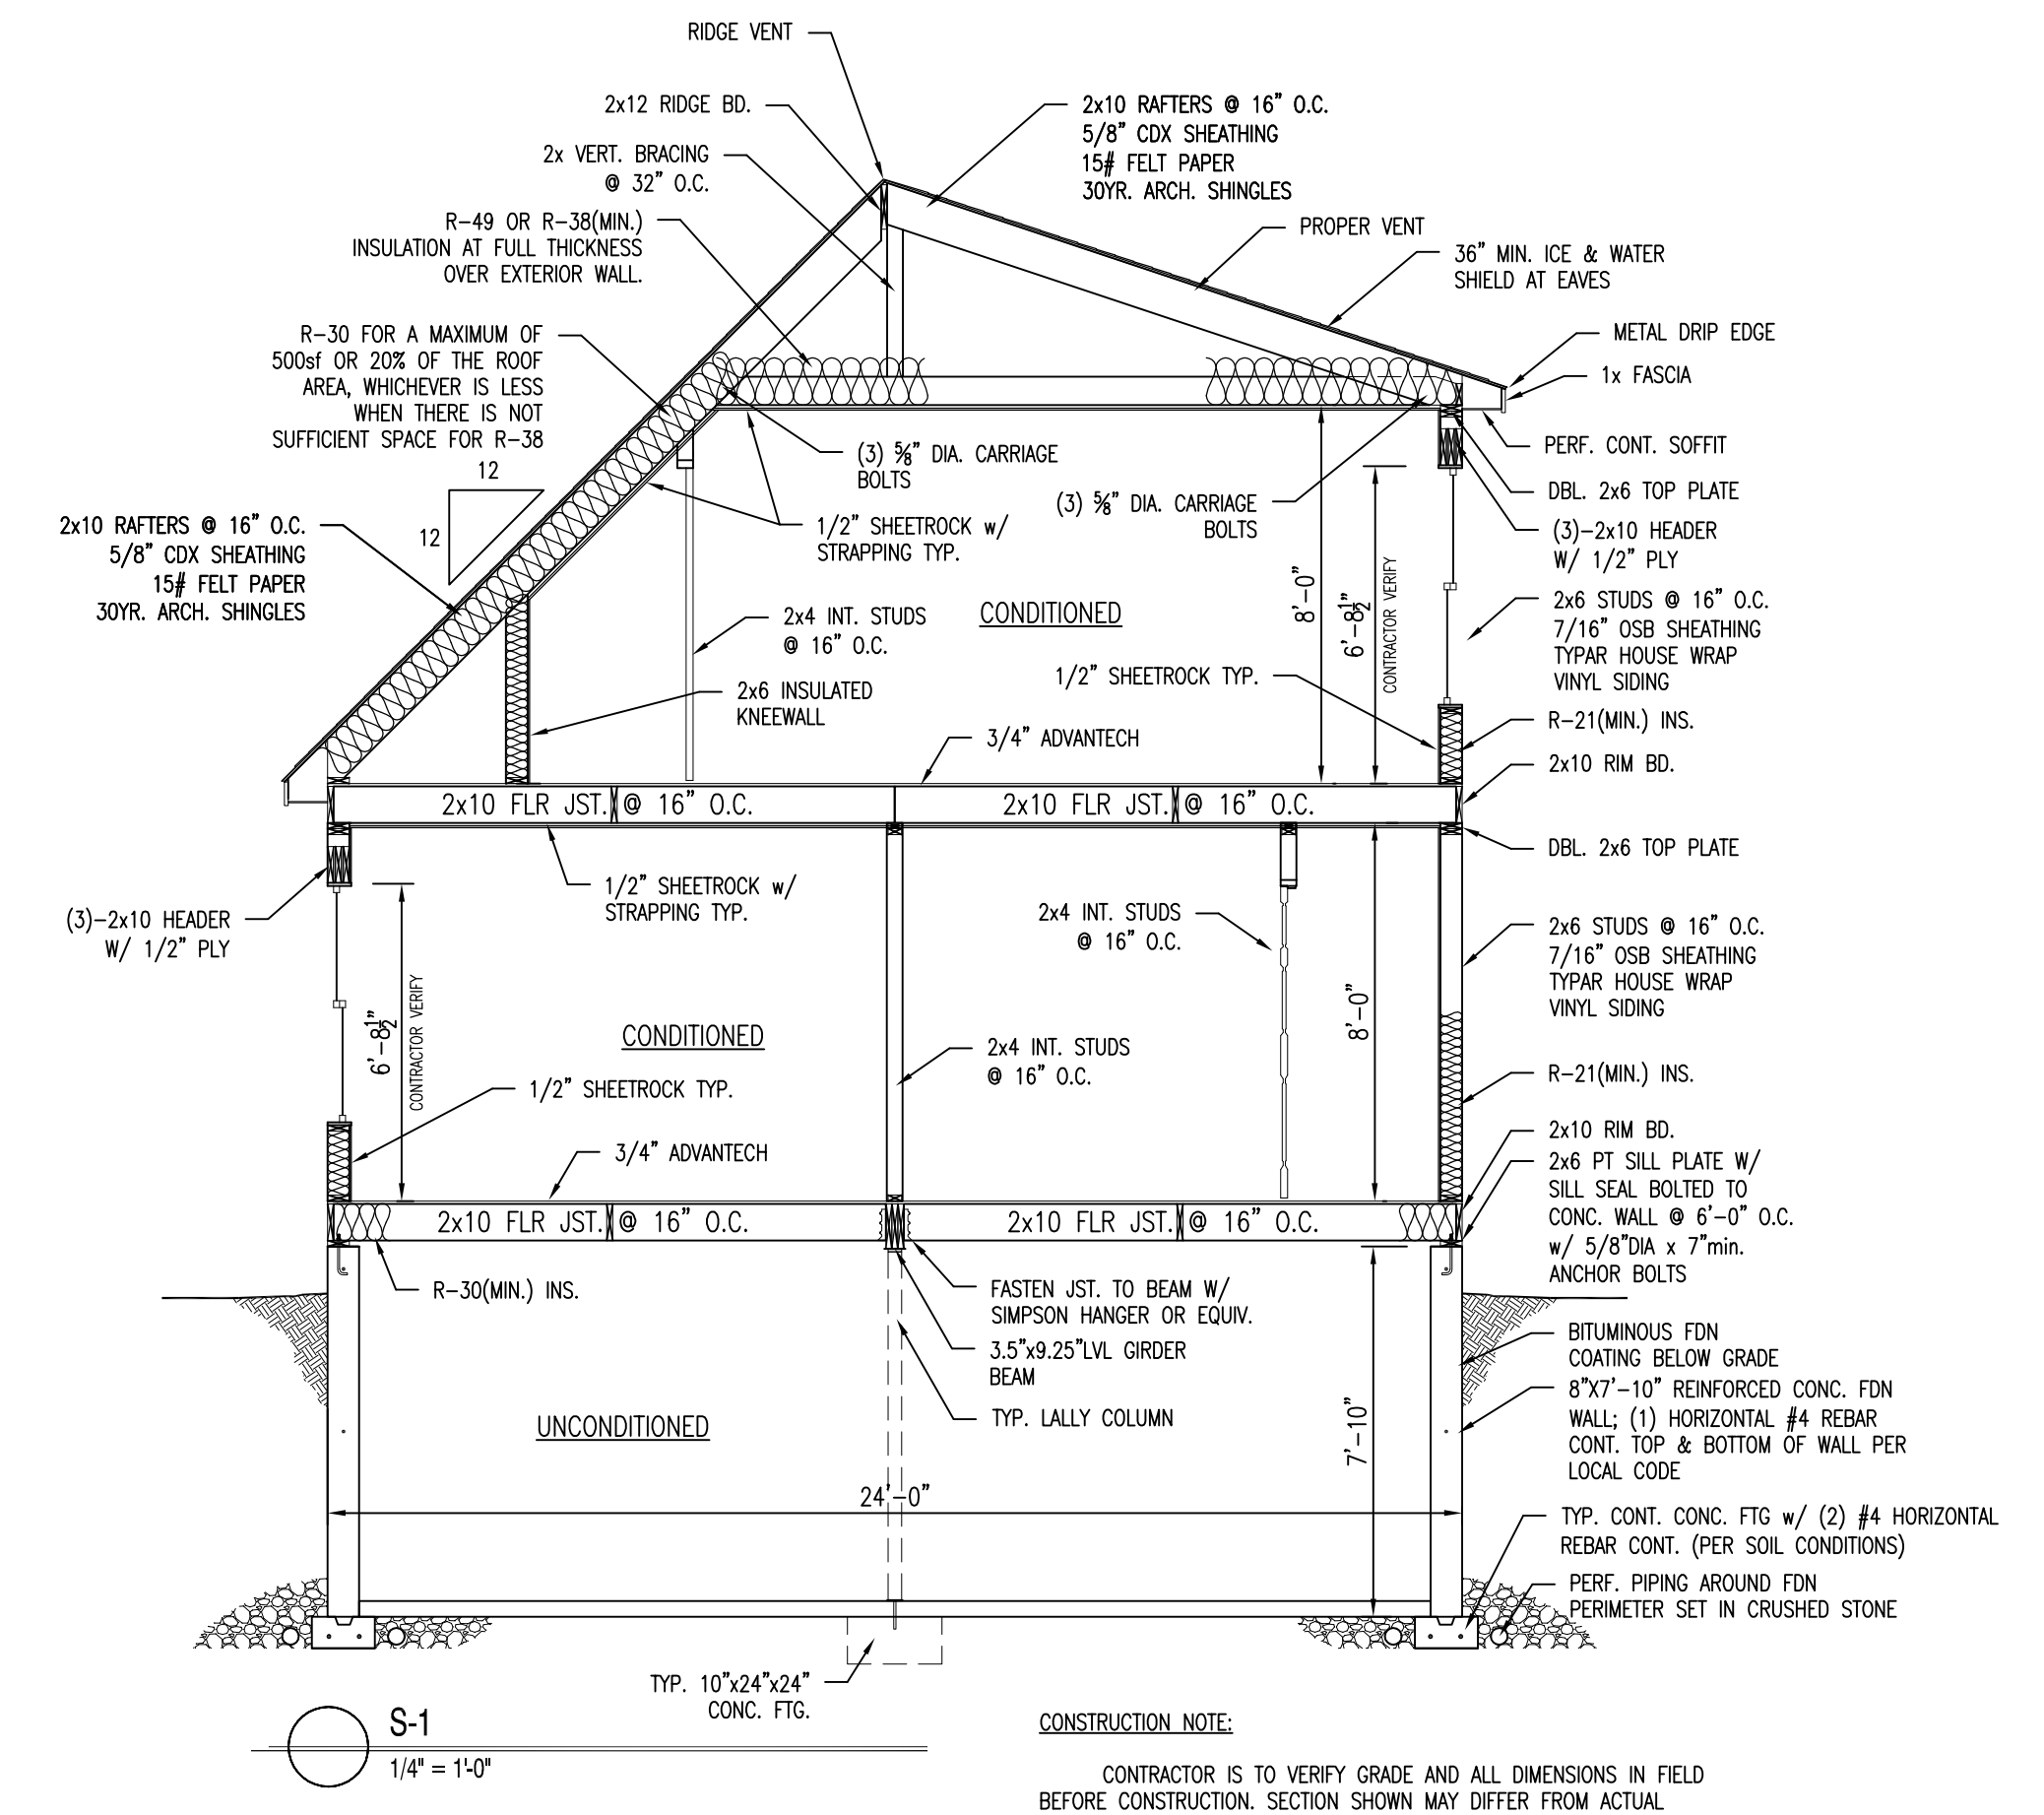 RIDGE VENT
2x12 RIDGE BD.
2x VERT. BRACING
@ 32" O.C.
R-49 OR R-38(MIN.)
INSULATION AT FULL THICKNESS
OVER EXTERIOR WALL.
R-30 FOR A MAXIMUM OF
500sf OR 20% OF THE ROOF
AREA, WHICHEVER IS LESS
WHEN THERE IS NOT
SUFFICIENT SPACE FOR R-38
12
12
2x10 RAFTERS @ 16" O.C.
5/8" CDX SHEATHING
15# FELT PAPER
30YR. ARCH. SHINGLES
2x10 RAFTERS @ 16" O.C.
5/8" CDX SHEATHING
15# FELT PAPER
30YR. ARCH. SHINGLES
PROPER VENT
36" MIN. ICE & WATER
SHIELD AT EAVES
METAL DRIP EDGE
1x FASCIA
PERF. CONT. SOFFIT
DBL. 2x6 TOP PLATE
(3)-2x10 HEADER
W/ 1/2" PLY
2x6 STUDS @ 16" O.C.
7/16" OSB SHEATHING
TYPAR HOUSE WRAP
VINYL SIDING
R-21(MIN.) INS.
2x10 RIM BD.
DBL. 2x6 TOP PLATE
(3) 5/8" DIA. CARRIAGE
BOLTS
(3) 5/8" DIA. CARRIAGE
BOLTS
1/2" SHEETROCK w/
STRAPPING TYP.
2x4 INT. STUDS
@ 16" O.C.
CONDITIONED
8'-0"
6'-8 1/2"
CONTRACTOR VERIFY
2x6 INSULATED
KNEEWALL
1/2" SHEETROCK TYP.
3/4" ADVANTECH
2x10 FLR JST. @ 16" O.C.
2x10 FLR JST. @ 16" O.C.
(3)-2x10 HEADER
W/ 1/2" PLY
1/2" SHEETROCK w/
STRAPPING TYP.
2x4 INT. STUDS
@ 16" O.C.
2x6 STUDS @ 16" O.C.
7/16" OSB SHEATHING
TYPAR HOUSE WRAP
VINYL SIDING
6'-8 1/2"
CONTRACTOR VERIFY
CONDITIONED
2x4 INT. STUDS
@ 16" O.C.
8'-0"
1/2" SHEETROCK TYP.
R-21(MIN.) INS.
3/4" ADVANTECH
2x10 RIM BD.
2x6 PT SILL PLATE W/
SILL SEAL BOLTED TO
CONC. WALL @ 6'-0" O.C.
w/ 5/8"DIA x 7"min.
ANCHOR BOLTS
2x10 FLR JST. @ 16" O.C.
2x10 FLR JST. @ 16" O.C.
R-30(MIN.) INS.
FASTEN JST. TO BEAM W/
SIMPSON HANGER OR EQUIV.
3.5"x9.25"LVL GIRDER
BEAM
TYP. LALLY COLUMN
UNCONDITIONED
7'-10"
24'-0"
BITUMINOUS FDN
COATING BELOW GRADE
8"X7'-10" REINFORCED CONC. FDN
WALL; (1) HORIZONTAL #4 REBAR
CONT. TOP & BOTTOM OF WALL PER
LOCAL CODE
TYP. CONT. CONC. FTG w/ (2) #4 HORIZONTAL
REBAR CONT. (PER SOIL CONDITIONS)
PERF. PIPING AROUND FDN
PERIMETER SET IN CRUSHED STONE
TYP. 10"x24"x24"
CONC. FTG.
S-1
1/4" = 1'-0"
CONSTRUCTION NOTE:
CONTRACTOR IS TO VERIFY GRADE AND ALL DIMENSIONS IN FIELD
BEFORE CONSTRUCTION. SECTION SHOWN MAY DIFFER FROM ACTUAL